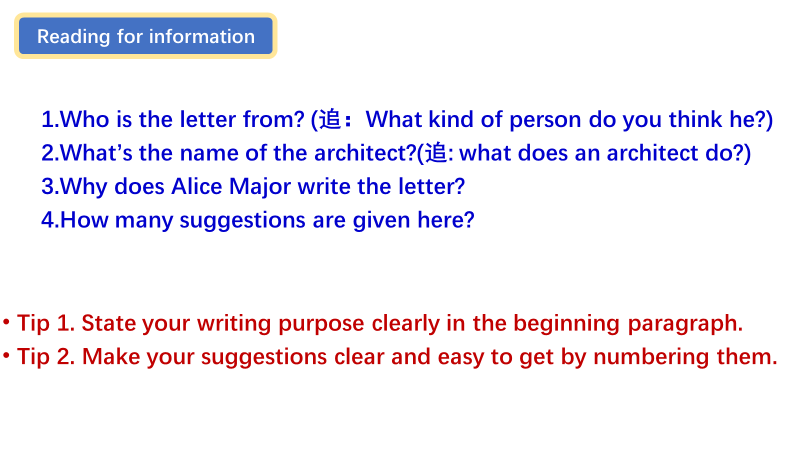 Reading for information
1.Who is the letter from? (追：What kind of person do you think he?)
2.What’s the name of the architect?(追: what does an architect do?)
3.Why does Alice Major write the letter?
4.How many suggestions are given here?
• Tip 1. State your writing purpose clearly in the beginning paragraph.
• Tip 2. Make your suggestions clear and easy to get by numbering them.